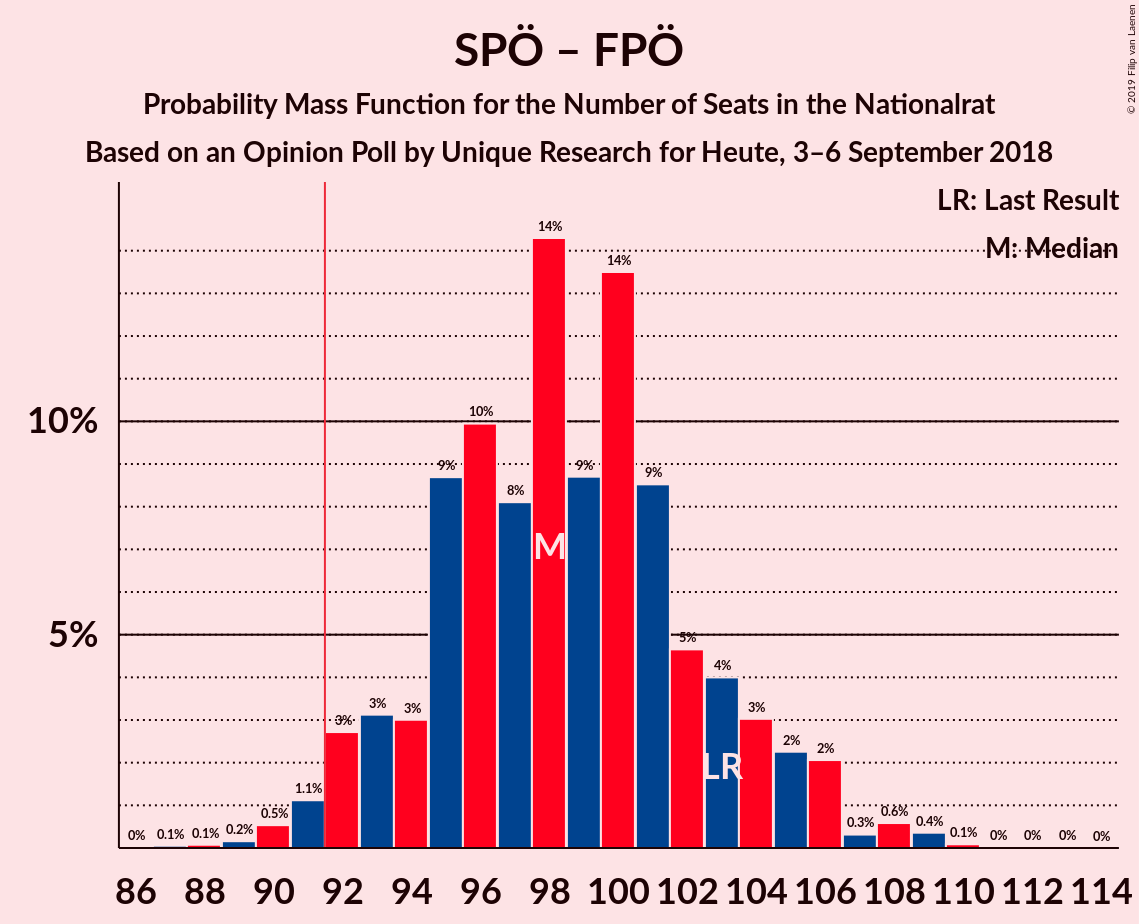 SPÖ – FPÖ
Probability Mass Function for the Number of Seats in the Nationalrat
Based on an Opinion Poll by Unique Research for Heute, 3–6 September 2018
© 2019 Filip van Laenen
LR: Last Result
M: Median
10%
5%
0% 0.1% 0.1% 0.2% 0.5% 1.1% 3% 3% 3% 9% 10% 8% 14% 9% 14% 9% 5% 4% 3% 2% 2% 0.3% 0.6% 0.4% 0.1% 0% 0% 0% 0%
M
LR
86 88 90 92 94 96 98 100 102 104 106 108 110 112 114